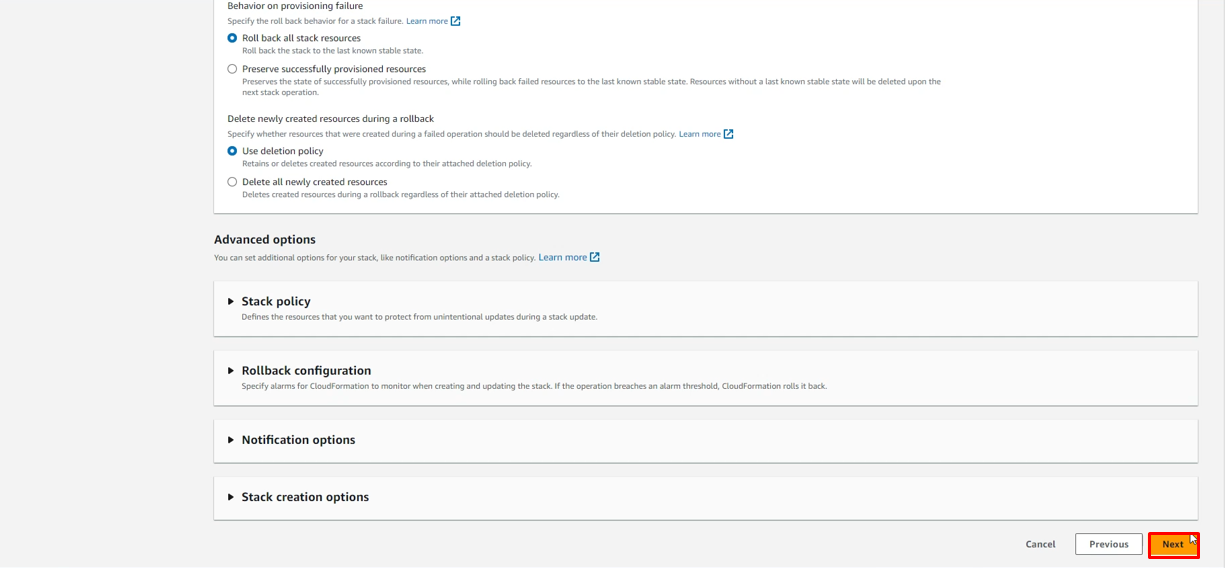 Behavior on provisioning failure
Specify the roll back behavior for a stack failure. Learn more
Roll back all stack resources
Roll back the stack to the last known stable state.
Preserve successfully provisioned resources
Preserves the state of successfully provisioned resources, while rolling back failed resources to the last known stable state. Resources without a last known stable state will be deleted upon the
next stack operation.
Delete newly created resources during a rollback
Specify whether resources that were created during a failed operation should be deleted regardless of their deletion policy. Learn more
Use deletion policy
Retains or deletes created resources according to their attached deletion policy.
Delete all newly created resources
Deletes created resources during a rollback regardless of their attached deletion policy.
Advanced options
You can set additional options for your stack, like notification options and a stack policy. Learn more
Stack policy
Defines the resources that you want to protect from unintentional updates during a stack update.
Rollback configuration
Specify alarms for CloudFormation to monitor when creating and updating the stack. If the operation breaches an alarm threshold, CloudFormation rolls it back.
Notification options
Stack creation options
Cancel Previous Next